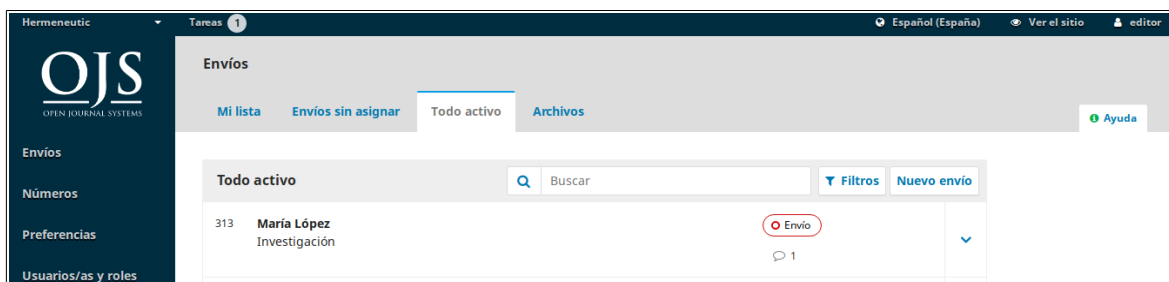 Hermeneutic Tareas 1 Español (España) Ver el sitio editor
OJS
OPEN JOURNAL SYSTEMS
Envíos
Mi lista Envíos sin asignar Todo activo Archivos
Ayuda
Envíos
Números
Preferencias
Usuarios/as y roles
Todo activo Buscar Filtros Nuevo envío
313 María López Envío
Investigación
1